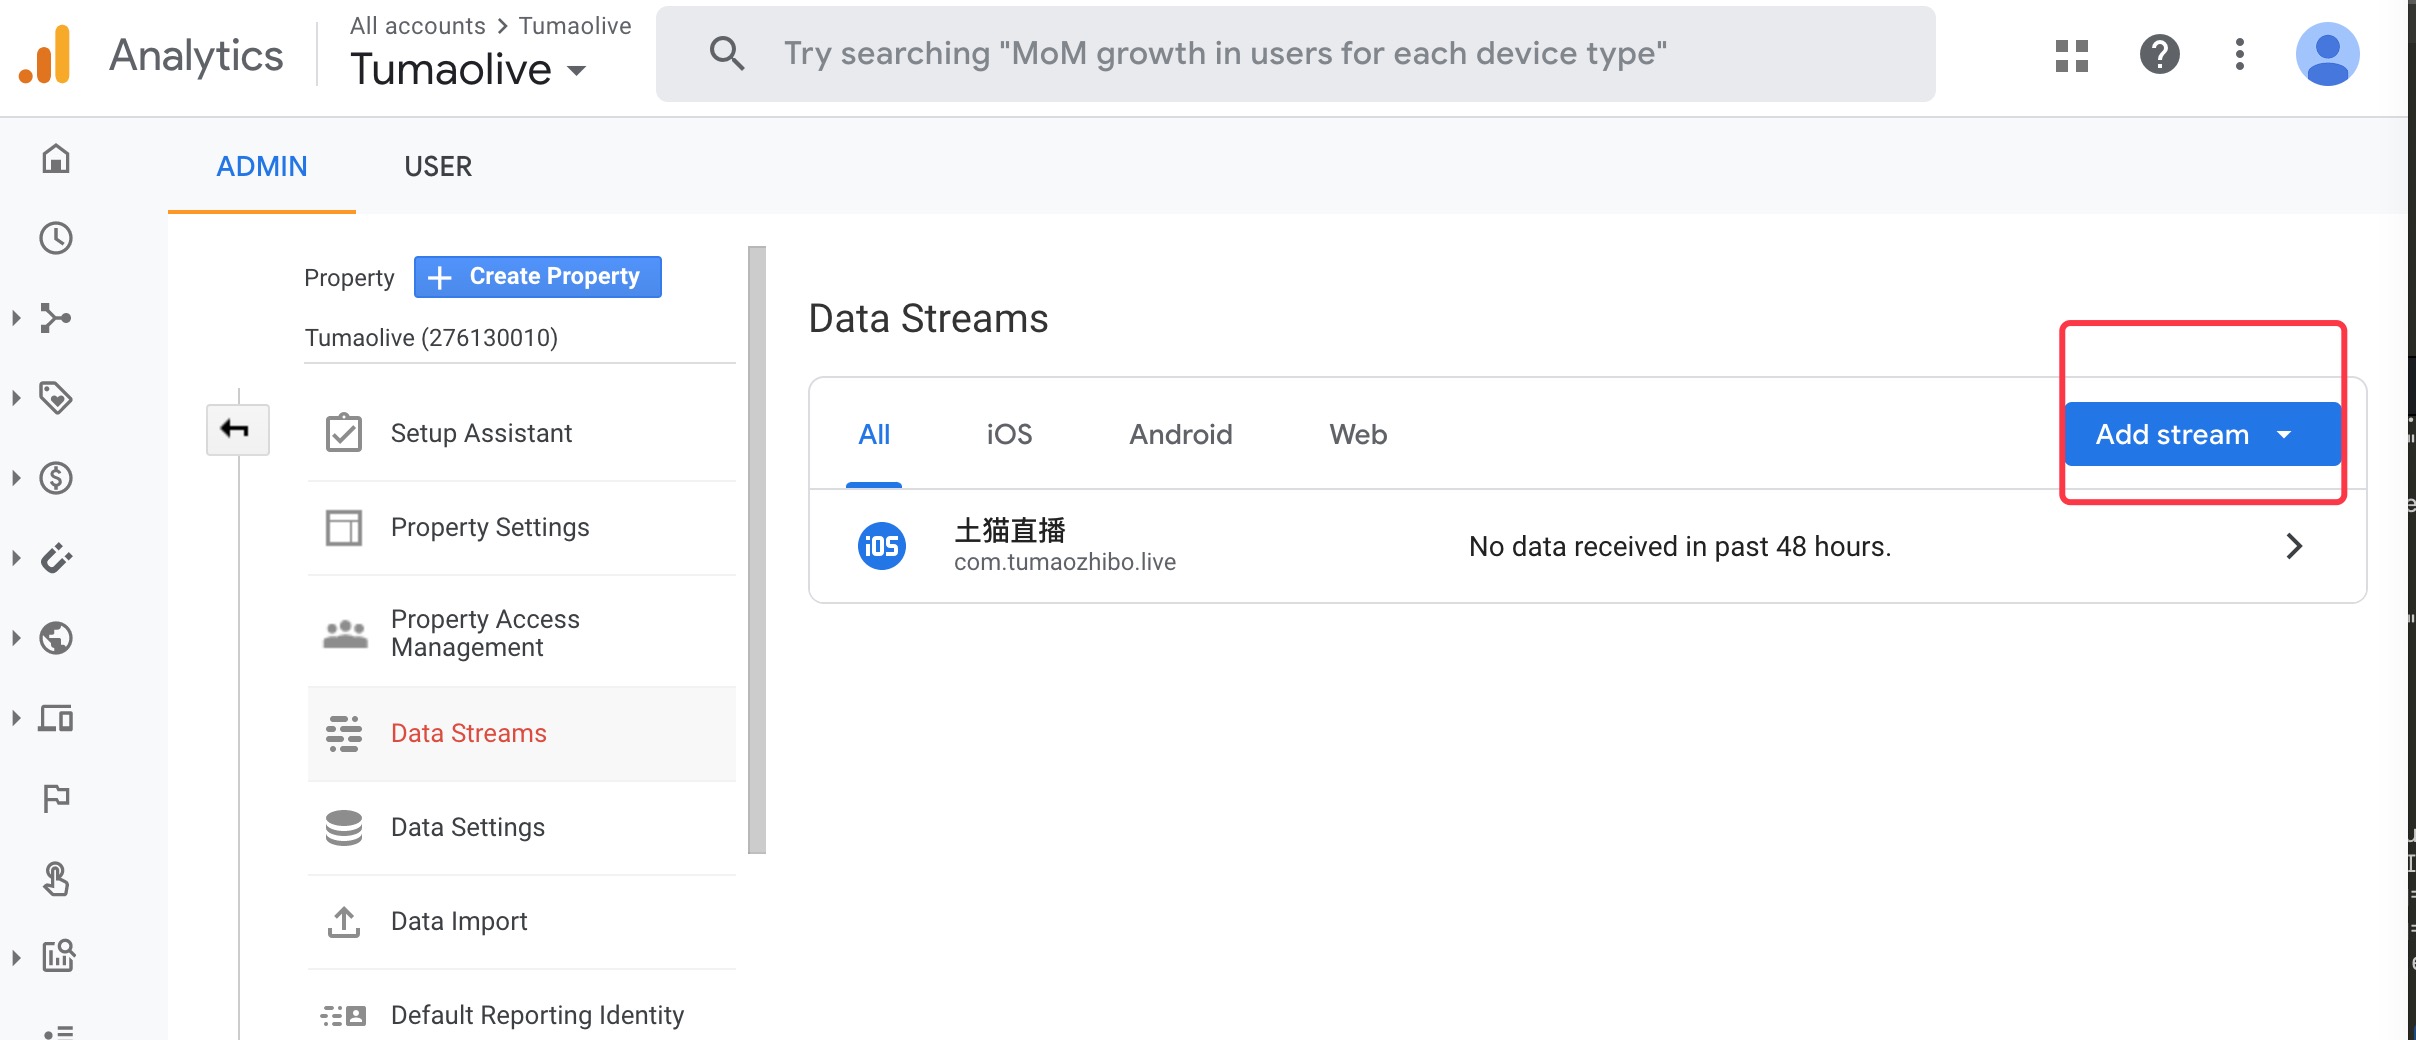 Analytics
All accounts > Tumaolive
Tumaolive
Try searching "MoM growth in users for each device type"
ADMIN
USER
Property
Create Property
Tumaolive (276130010)
Setup Assistant
Property Settings
Property Access
Management
Data Streams
Data Settings
Data Import
Default Reporting Identity
Data Streams
All
iOS
Android
Web
Add stream
iOS
土猫直播
com.tumaozhibo.live
No data received in past 48 hours.